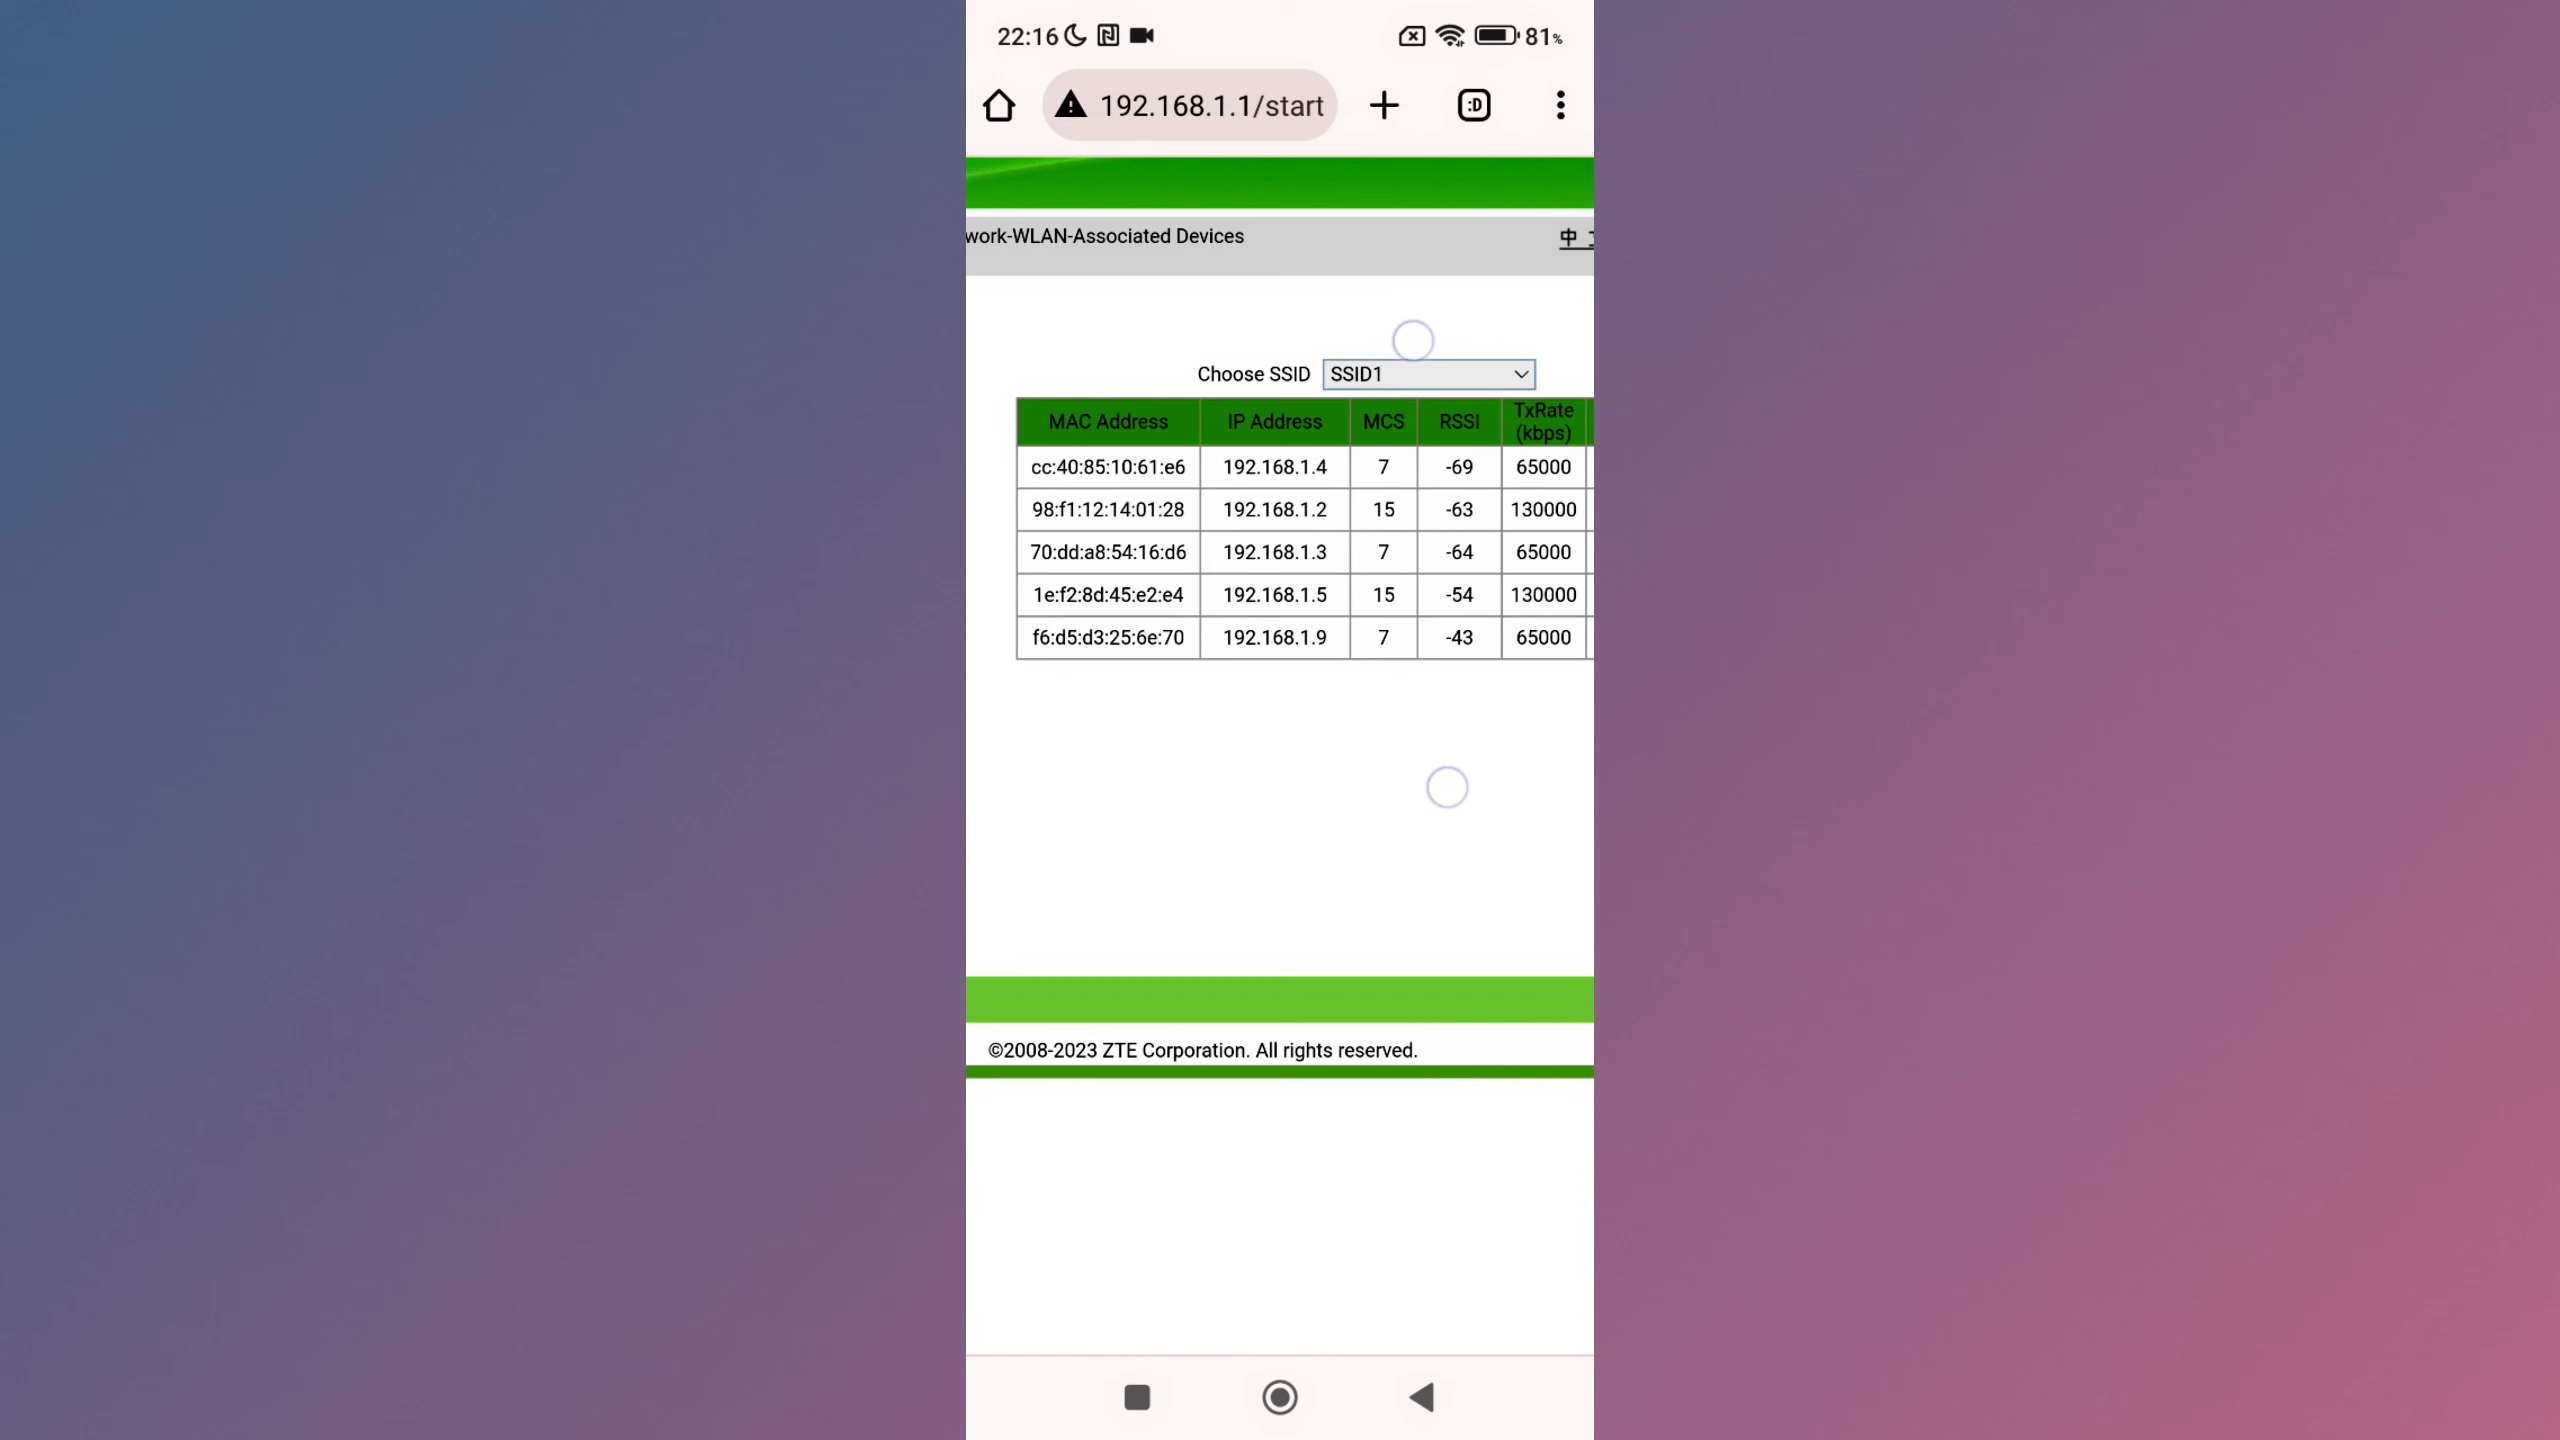 22:16 81%
192.168.1.1/start :D
work-WLAN-Associated Devices 中
Choose SSID SSID1
MAC Address IP Address MCS RSSI TxRate (kbps)
cc:40:85:10:61:e6 192.168.1.4 7 -69 65000
98:f1:12:14:01:28 192.168.1.2 15 -63 130000
70:dd:a8:54:16:d6 192.168.1.3 7 -64 65000
1e:f2:8d:45:e2:e4 192.168.1.5 15 -54 130000
f6:d5:d3:25:6e:70 192.168.1.9 7 -43 65000
©2008-2023 ZTE Corporation. All rights reserved.